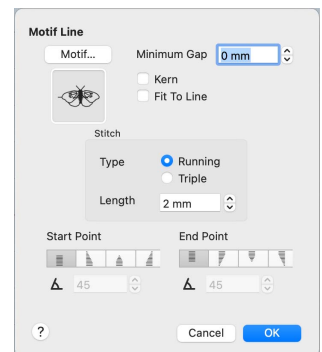 Motif Line
Motif... Minimum Gap 0 mm
Kern
Fit To Line
Stitch
Type Running
Triple
Length 2 mm
Start Point End Point
45 45
? Cancel OK